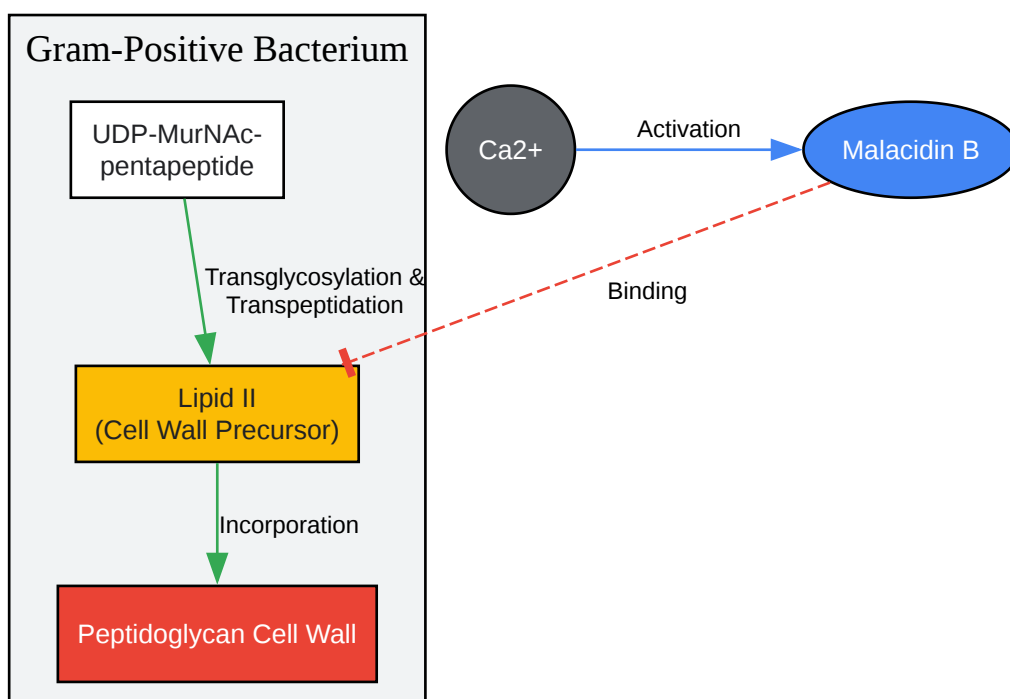 Gram-Positive Bacterium
UDP-MurNAc-
pentapeptide
Ca2+
Activation
Malacidin B
Transglycosylation &
Transpeptidation
Binding
Lipid II
(Cell Wall Precursor)
Incorporation
Peptidoglycan Cell Wall